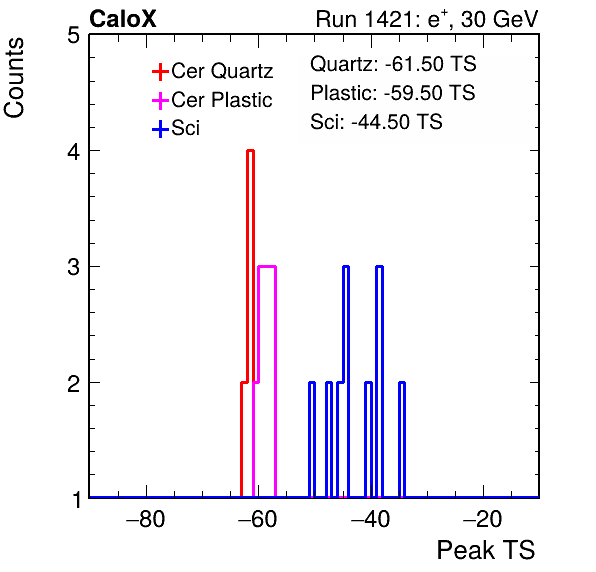 CaloX Run 1421: e⁺, 30 GeV
Counts
5
4
3
2
1
Cer Quartz
Cer Plastic
Sci
Quartz: -61.50 TS
Plastic: -59.50 TS
Sci: -44.50 TS
−80 −60 −40 −20
Peak TS